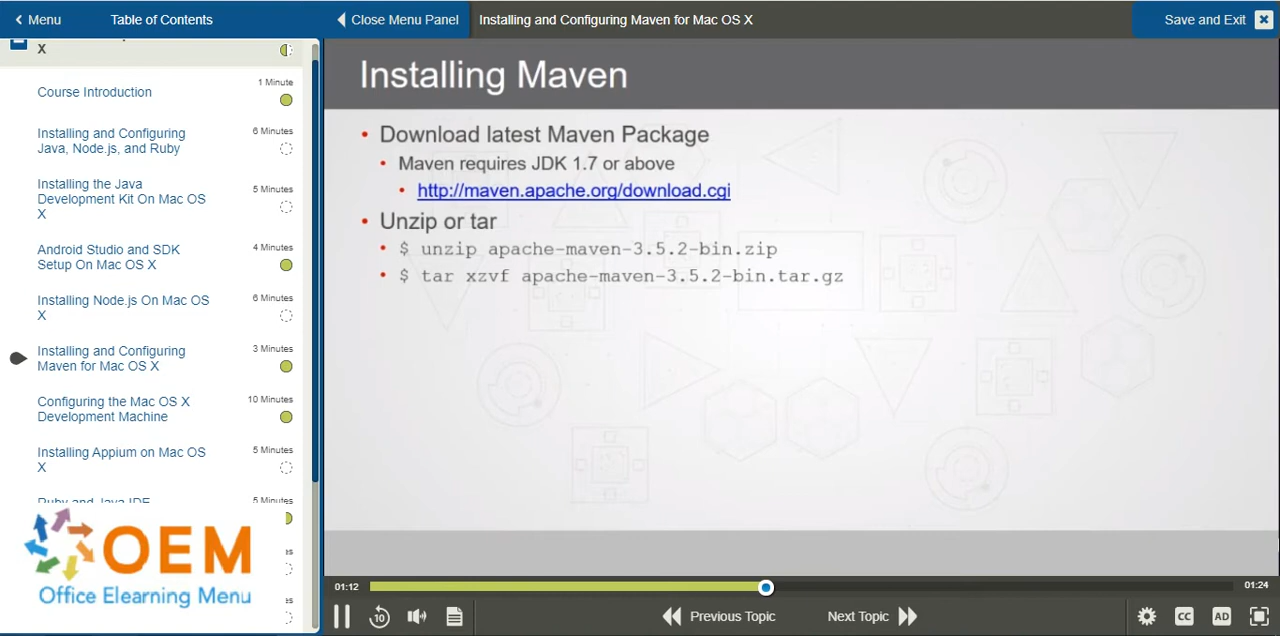 Menu
Table of Contents
Close Menu Panel
Installing and Configuring Maven for Mac OS X
Save and Exit
X
Course Introduction
1 Minute
Installing and Configuring
Java, Node.js, and Ruby
6 Minutes
Installing the Java
Development Kit On Mac OS
X
5 Minutes
Android Studio and SDK
Setup On Mac OS X
4 Minutes
Installing Node.js On Mac OS
X
6 Minutes
Installing and Configuring
Maven for Mac OS X
3 Minutes
Configuring the Mac OS X
Development Machine
10 Minutes
Installing Appium on Mac OS
X
5 Minutes
Ruby and Java IDE
5 Minutes
es
es
OEM
Office Elearning Menu
Installing Maven
• Download latest Maven Package
• Maven requires JDK 1.7 or above
• http://maven.apache.org/download.cgi
• Unzip or tar
• $ unzip apache-maven-3.5.2-bin.zip
• $ tar xzvf apache-maven-3.5.2-bin.tar.gz
01:12
01:24
10
Previous Topic
Next Topic
CC
AD